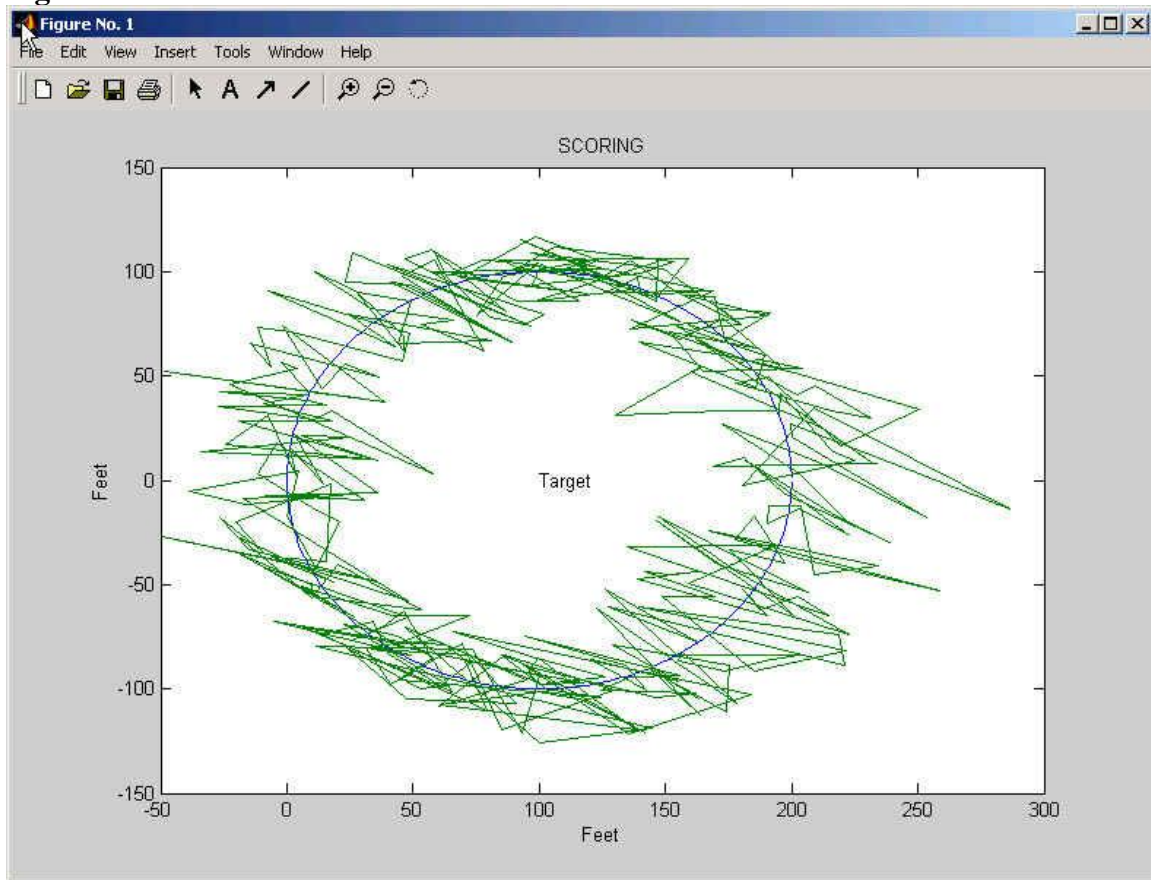 Figure No. 1
File Edit View Insert Tools Window Help
A
SCORING
150
100
50
0
-50
-100
-150
Feet
Target
-50 0 50 100 150 200 250 300
Feet